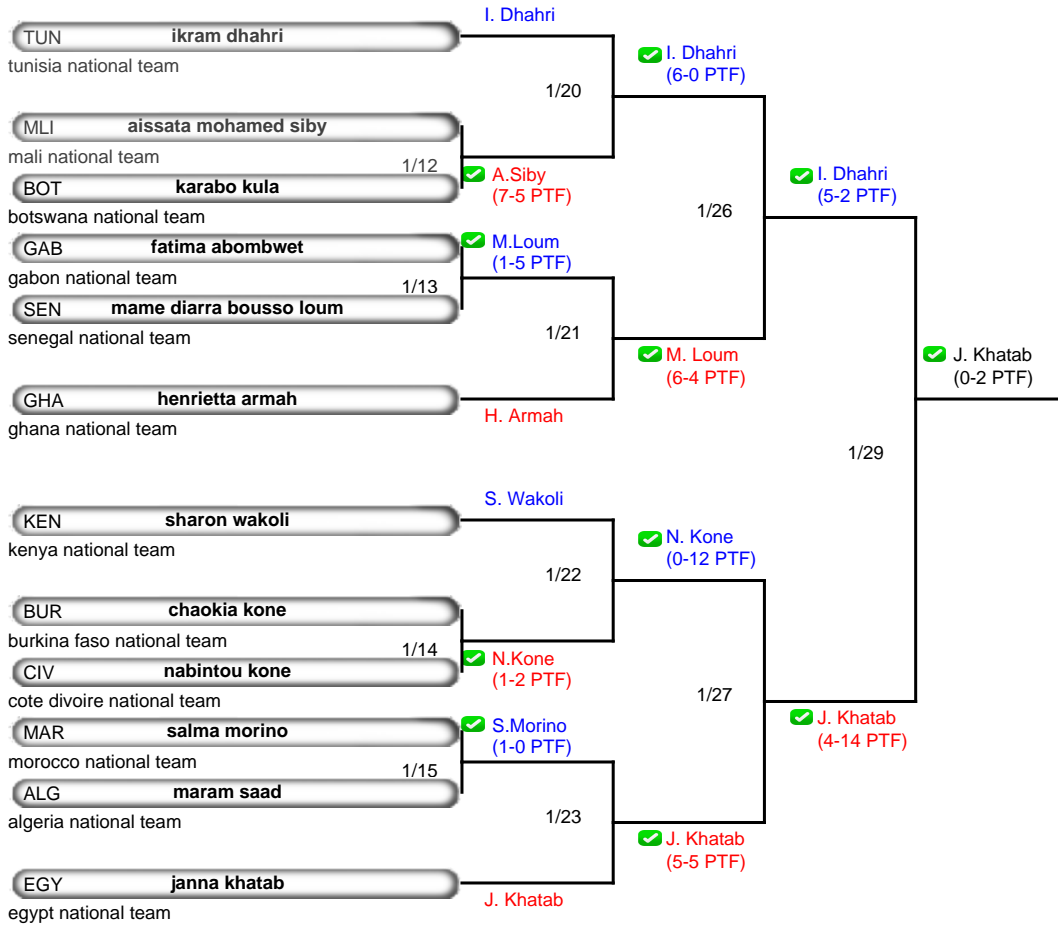 I. Dhahri
TUN ikram dhahri
tunisia national team
I. Dhahri
(6-0 PTF)
1/20
MLI aissata mohamed siby
mali national team
1/12
A.Siby
(7-5 PTF)
BOT karabo kula
botswana national team
I. Dhahri
(5-2 PTF)
1/26
GAB fatima abombwet
gabon national team
M.Loum
(1-5 PTF)
1/13
SEN mame diarra bousso loum
senegal national team
1/21
M. Loum
(6-4 PTF)
J. Khatab
(0-2 PTF)
GHA henrietta armah
ghana national team
H. Armah
1/29
S. Wakoli
KEN sharon wakoli
kenya national team
N. Kone
(0-12 PTF)
1/22
BUR chaokia kone
burkina faso national team
1/14
N.Kone
(1-2 PTF)
CIV nabintou kone
cote divoire national team
1/27
J. Khatab
(4-14 PTF)
MAR salma morino
morocco national team
S.Morino
(1-0 PTF)
1/15
ALG maram saad
algeria national team
1/23
J. Khatab
(5-5 PTF)
EGY janna khatab
egypt national team
J. Khatab